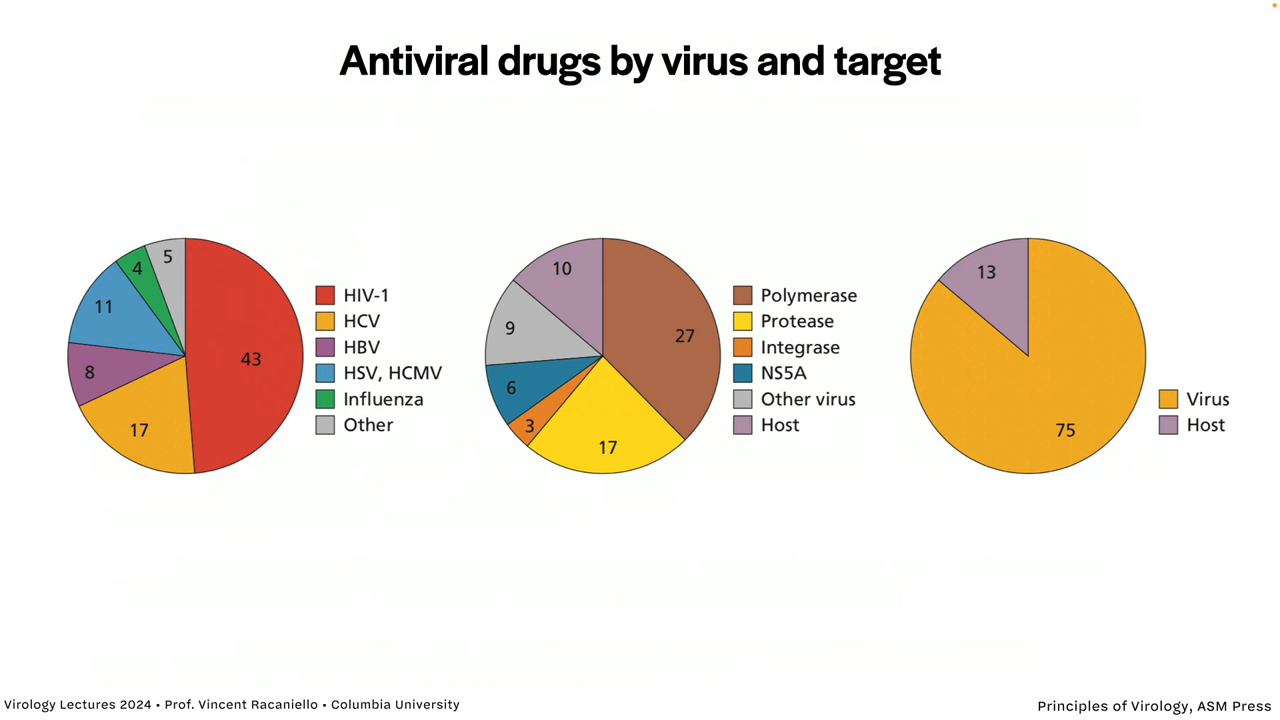 Antiviral drugs by virus and target
5
4
11
8
17
43
HIV-1
HCV
HBV
HSV, HCMV
Influenza
Other
10
9
6
3
17
27
Polymerase
Protease
Integrase
NS5A
Other virus
Host
13
75
Virus
Host
Virology Lectures 2024 • Prof. Vincent Racaniello • Columbia University
Principles of Virology, ASM Press